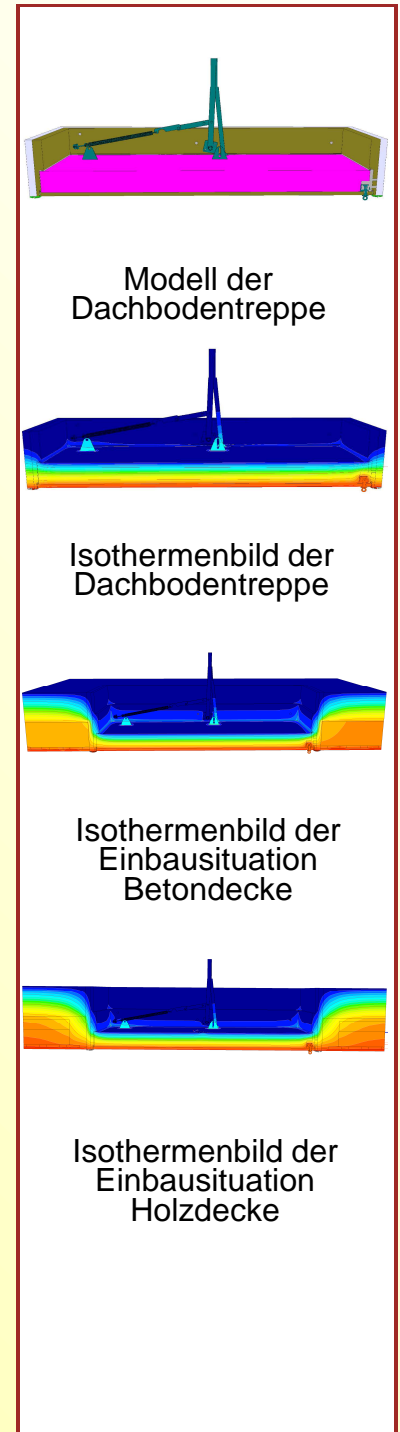 Modell der
Dachbodentreppe
Isothermenbild der
Dachbodentreppe
Isothermenbild der
Einbausituation
Betondecke
Isothermenbild der
Einbausituation
Holzdecke